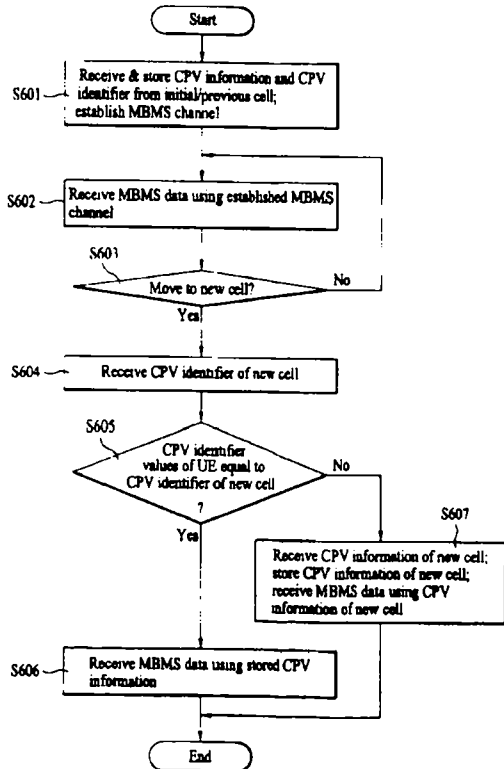 Start
S601
Receive & store CPV information and CPV
identifier from initial/previous cell;
establish MBMS channel
S602
Receive MBMS data using established MBMS
channel
S603
Move to new cell?
No
Yes
S604
Receive CPV identifier of new cell
S605
CPV identifier
values of UE equal to
CPV identifier of new cell
?
No
Yes
S607
Receive CPV information of new cell;
store CPV information of new cell;
receive MBMS data using CPV
information of new cell
S606
Receive MBMS data using stored CPV
information
End